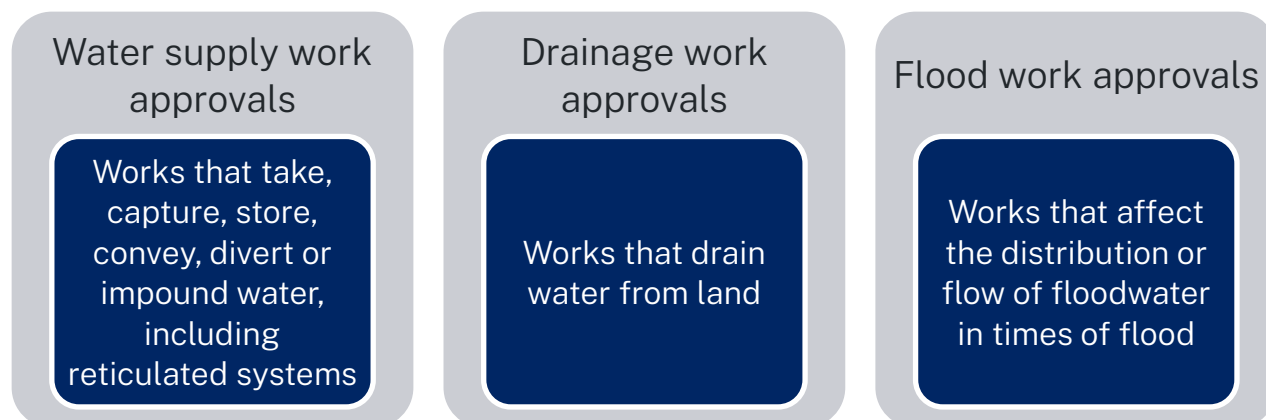 Water supply work
approvals
Works that take,
capture, store,
convey, divert or
impound water,
including
reticulated systems
Drainage work
approvals
Works that drain
water from land
Flood work approvals
Works that affect
the distribution or
flow of floodwater
in times of flood